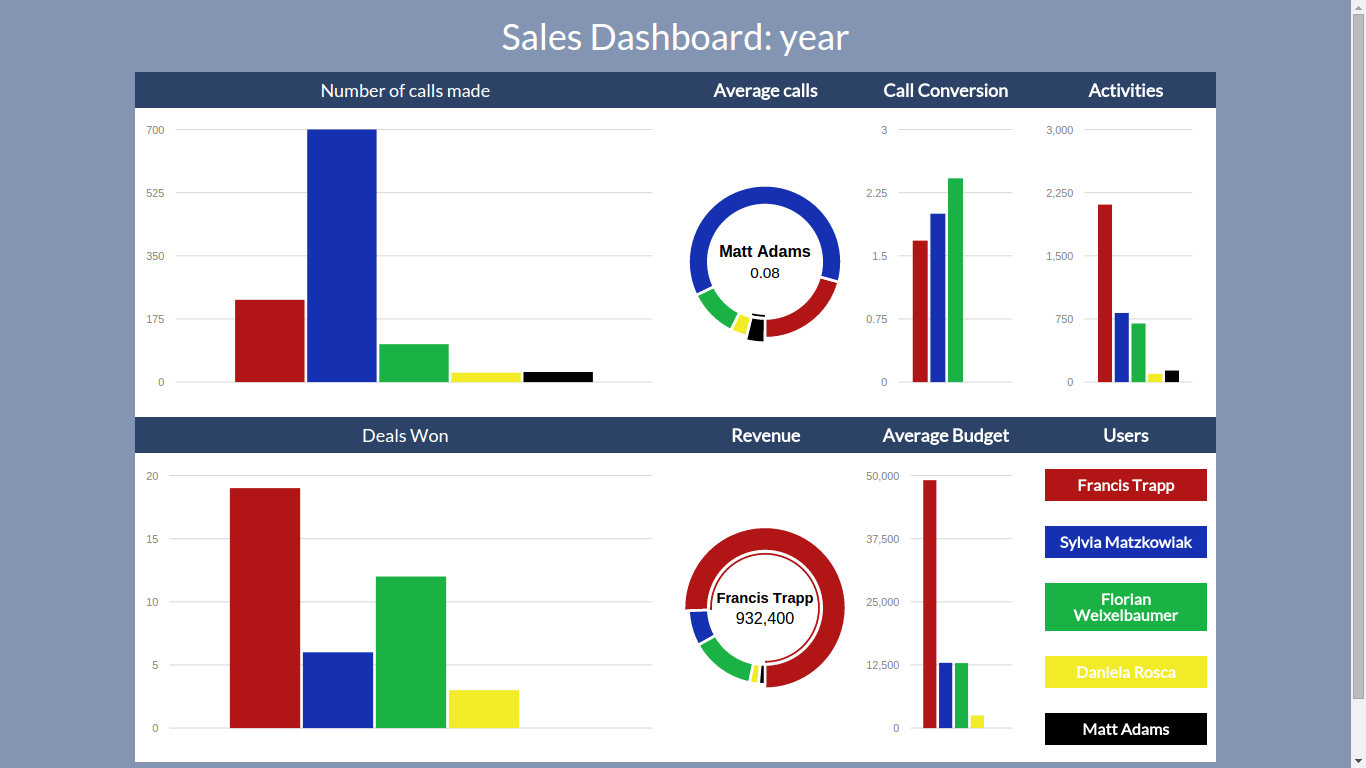 Sales Dashboard: year
Number of calls made
Average calls
Call Conversion
Activities
700
525
350
175
0
Matt Adams
0.08
3
2.25
1.5
0.75
0
3,000
2,250
1,500
750
0
Deals Won
Revenue
Average Budget
Users
20
15
10
5
0
Francis Trapp
932,400
50,000
37,500
25,000
12,500
0
Francis Trapp
Sylvia Matzkowiak
Florian
Weixelbaumer
Daniela Rosca
Matt Adams